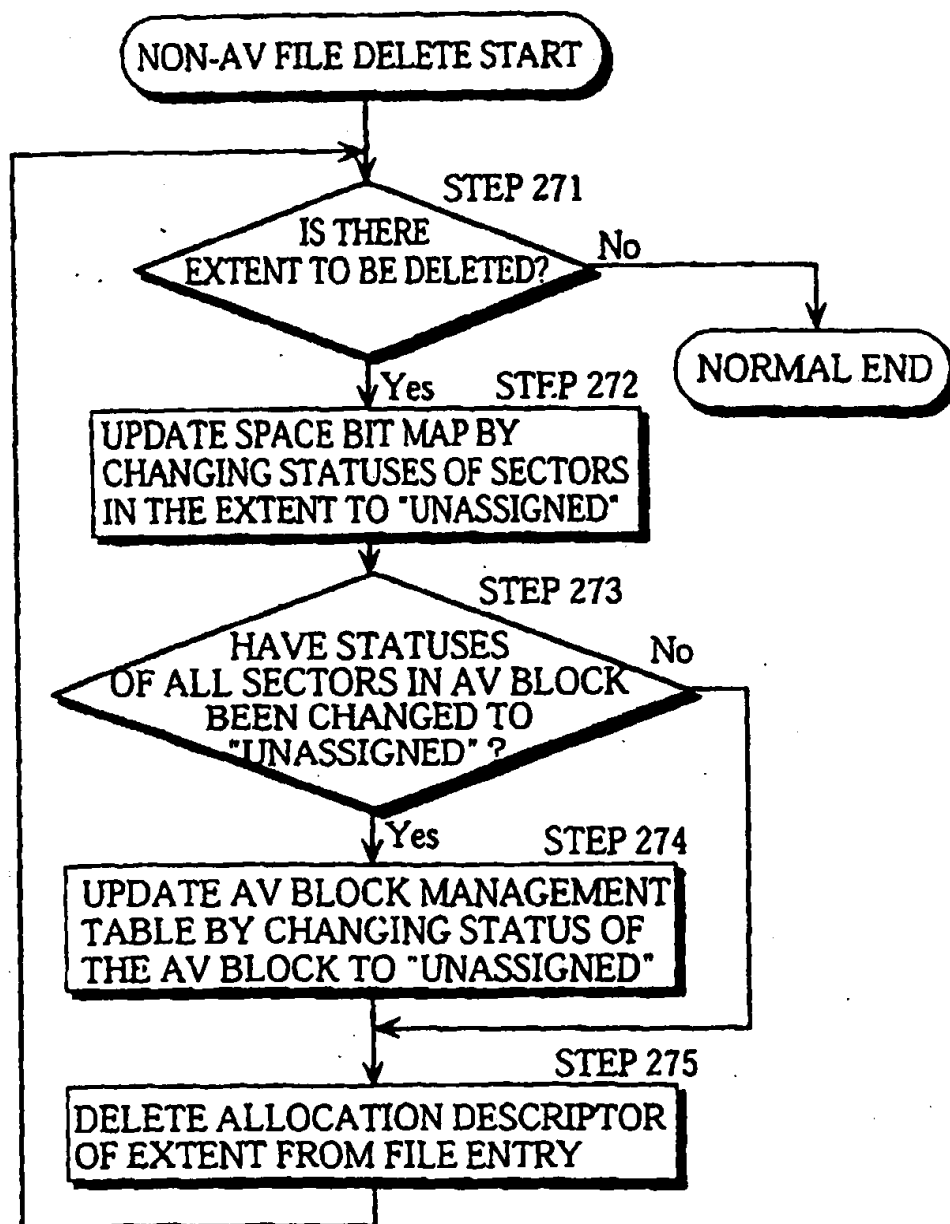 NON-AV FILE DELETE START
STEP 271
IS THERE
EXTENT TO BE DELETED?
No
NORMAL END
Yes
STEP 272
UPDATE SPACE BIT MAP BY
CHANGING STATUSES OF SECTORS
IN THE EXTENT TO "UNASSIGNED"
STEP 273
HAVE STATUSES
OF ALL SECTORS IN AV BLOCK
BEEN CHANGED TO
"UNASSIGNED" ?
No
Yes
STEP 274
UPDATE AV BLOCK MANAGEMENT
TABLE BY CHANGING STATUS OF
THE AV BLOCK TO "UNASSIGNED"
STEP 275
DELETE ALLOCATION DESCRIPTOR
OF EXTENT FROM FILE ENTRY